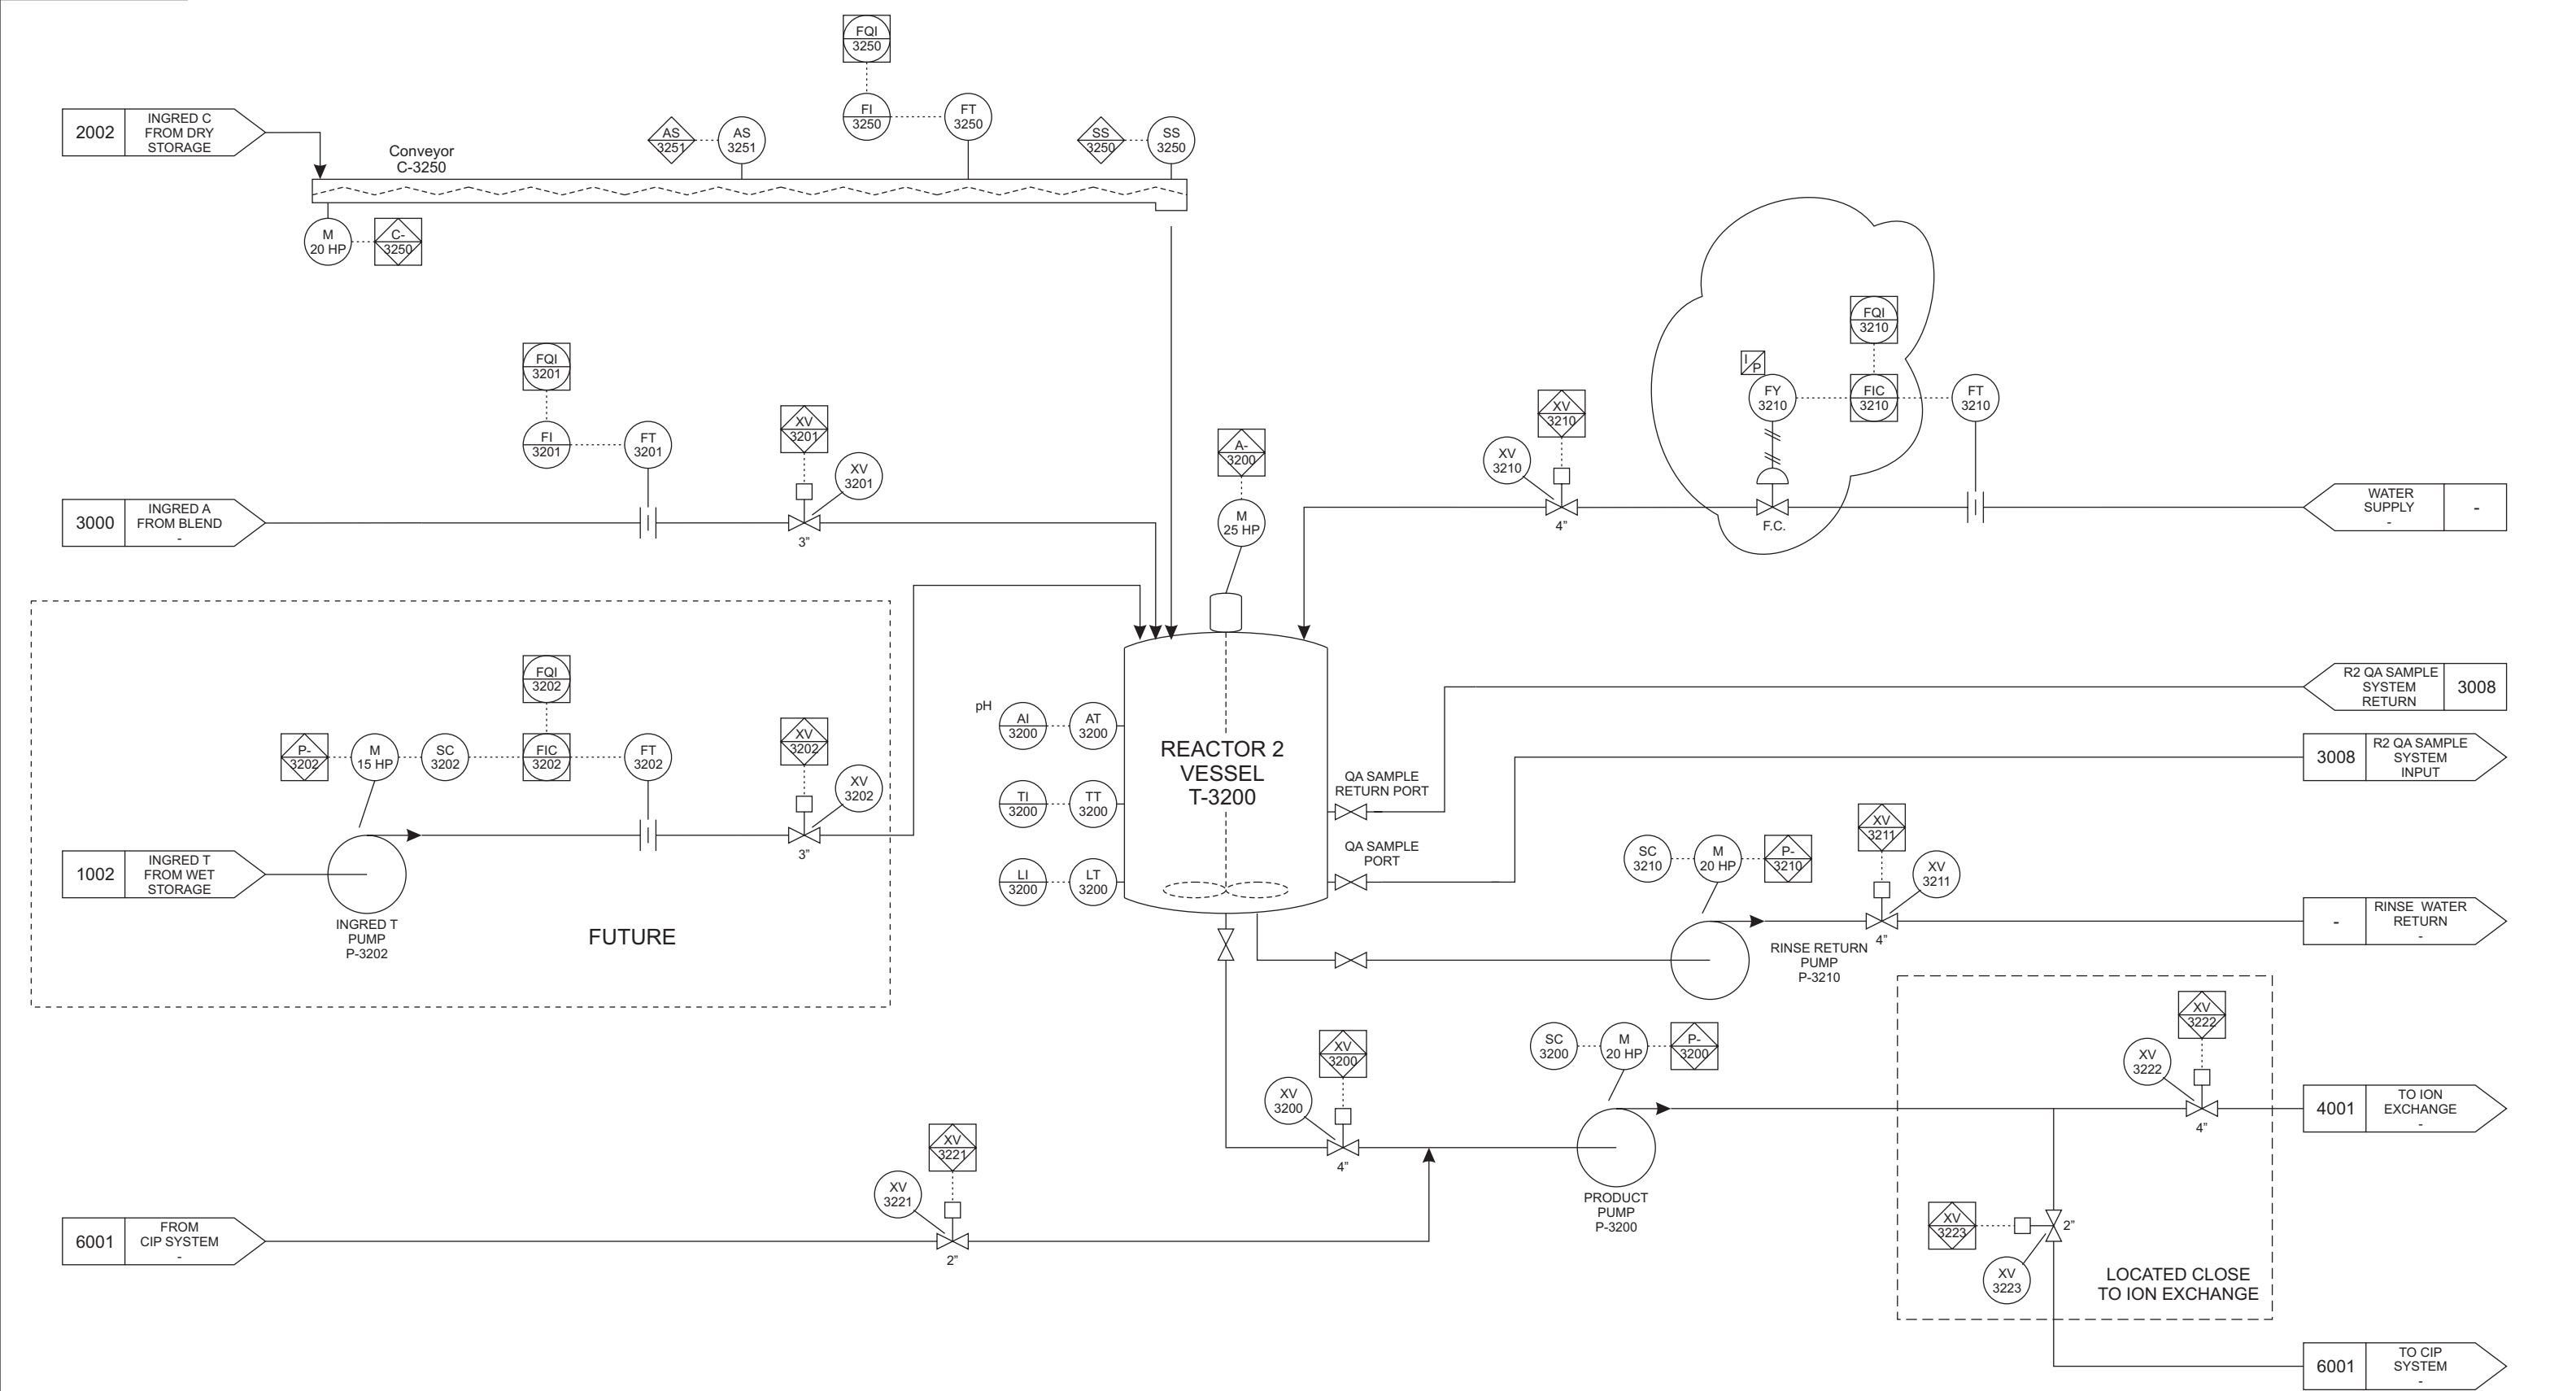 FQI
3250
2002
INGRED C
FROM DRY
STORAGE
Conveyor
C-3250
AS
3251
AS
3251
FI
3250
FT
3250
SS
3250
SS
3250
M
20 HP
C-
3250
FQI
3201
FI
3201
FT
3201
XV
3201
XV
3201
3000
INGRED A
FROM BLEND
-
3”
A-
3200
M
25 HP
XV
3210
XV
3210
4”
I
P
FY
3210
FQI
3210
FIC
3210
FT
3210
F.C.
WATER
SUPPLY
-
-
FQI
3202
P-
3202
M
15 HP
SC
3202
FIC
3202
FT
3202
XV
3202
XV
3202
3”
1002
INGRED T
FROM WET
STORAGE
INGRED T
PUMP
P-3202
FUTURE
pH
AI
3200
AT
3200
TI
3200
TT
3200
LI
3200
LT
3200
REACTOR 2
VESSEL
T-3200
QA SAMPLE
RETURN PORT
QA SAMPLE
PORT
R2 QA SAMPLE
SYSTEM
RETURN
3008
3008
R2 QA SAMPLE
SYSTEM
INPUT
SC
3210
M
20 HP
P-
3210
XV
3211
XV
3211
4”
RINSE RETURN
PUMP
P-3210
-
RINSE WATER
RETURN
-
XV
3200
XV
3200
4”
SC
3200
M
20 HP
P-
3200
PRODUCT
PUMP
P-3200
XV
3222
XV
3222
4”
4001
TO ION
EXCHANGE
-
XV
3221
XV
3221
2”
6001
FROM
CIP SYSTEM
-
XV
3223
XV
3223
2”
LOCATED CLOSE
TO ION EXCHANGE
6001
TO CIP
SYSTEM
-